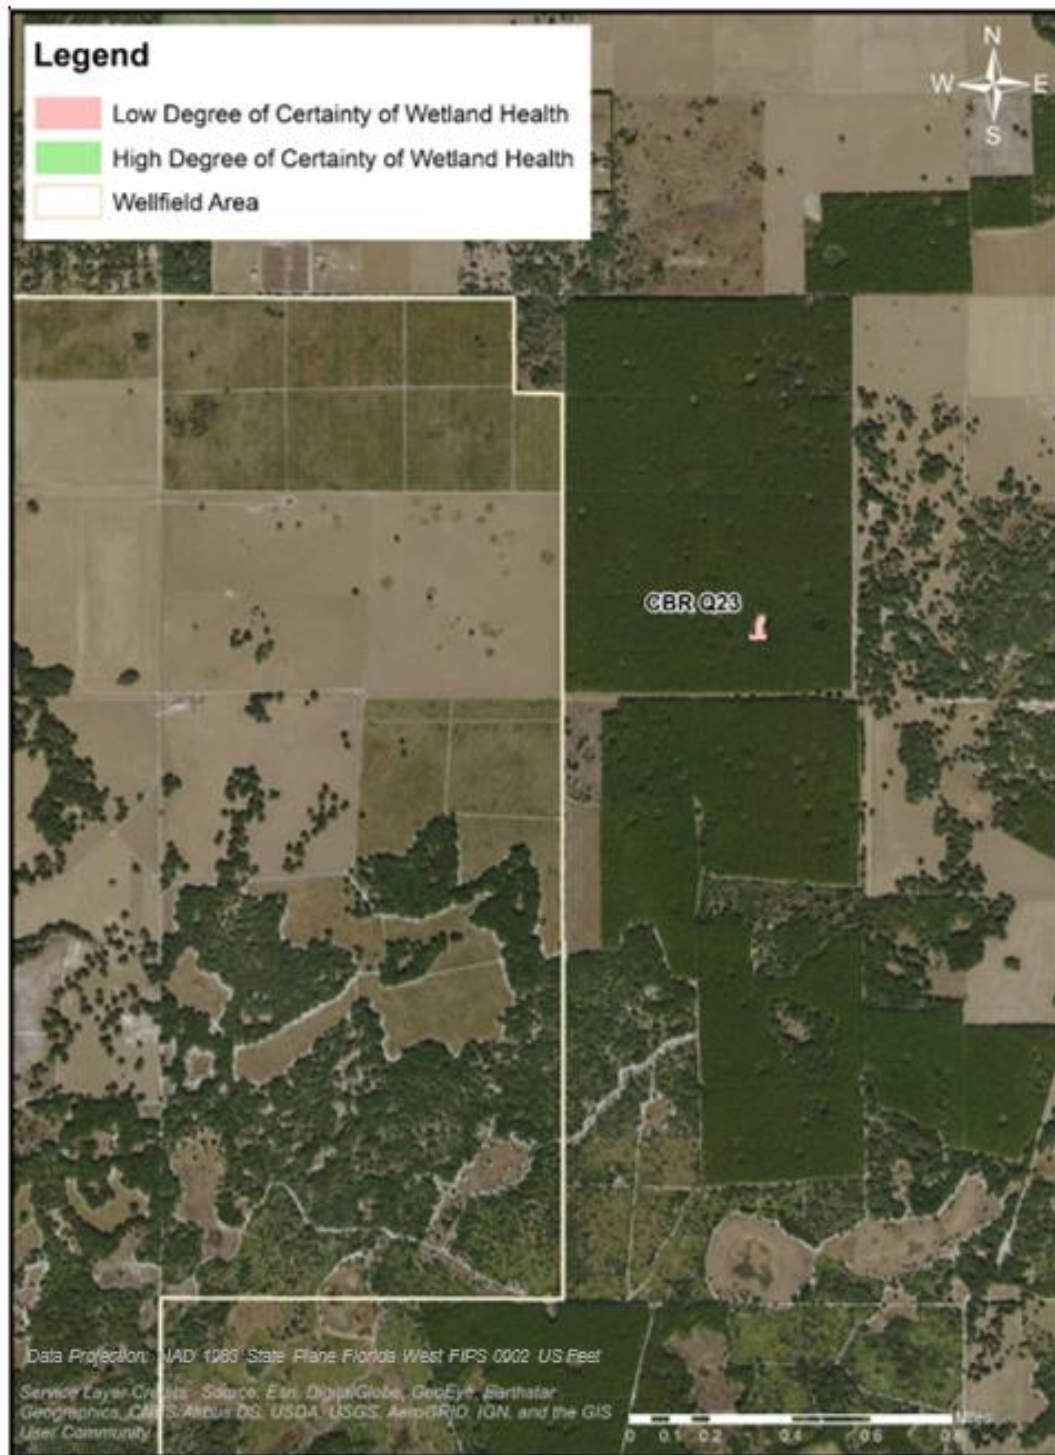 Legend
Low Degree of Certainty of Wetland Health
High Degree of Certainty of Wetland Health
Wellfield Area
N
W E
S
CBR Q23
Data Projection: NAD 1983 State Plane Florida West FIPS 0902 US Feet
Service Layer Credits: Source: Esri, DigitalGlobe, GeoEye, Earthstar
Geographics, CNES/Airbus DS, USDA, USGS, AeroGRID, IGN, and the GIS
User Community
Miles
0 0.1 0.2 0.4 0.6 0.8